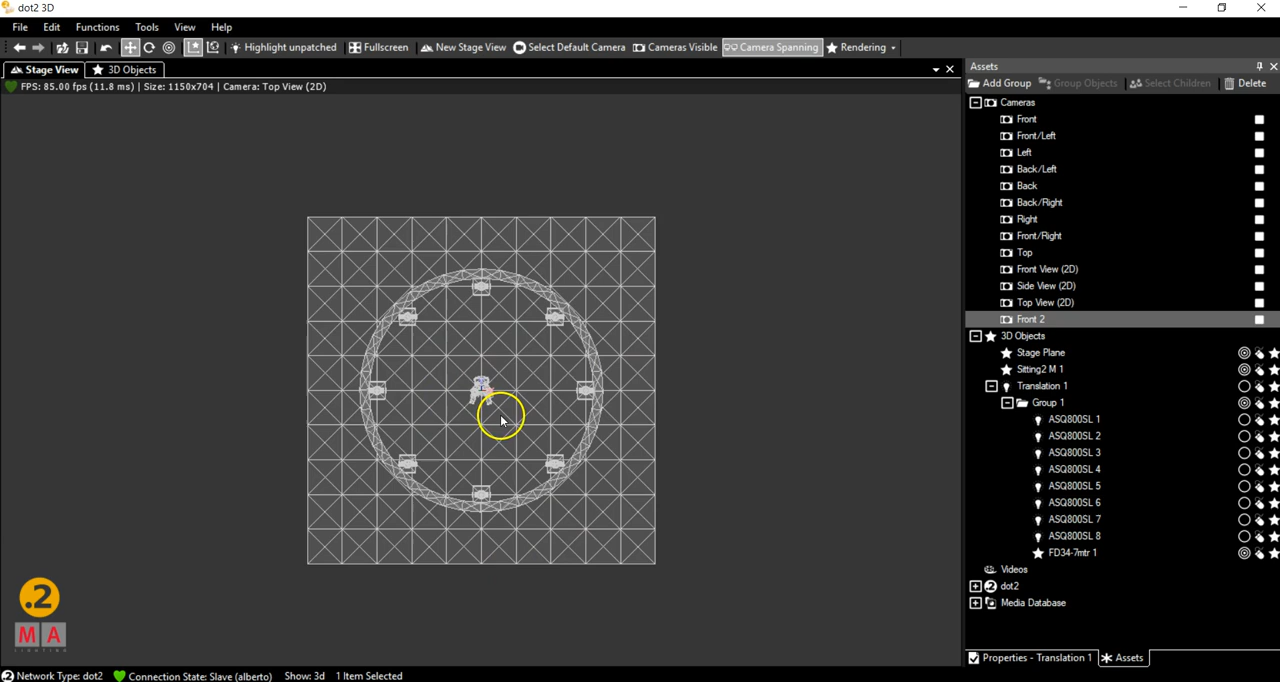 dot2 3D
File Edit Functions Tools View Help
Highlight unpatched Fullscreen New Stage View Select Default Camera Cameras Visible Camera Spanning Rendering
Stage View 3D Objects
FPS: 85.00 fps (11.8 ms) | Size: 1150x704 | Camera: Top View (2D)
Assets
Add Group Group Objects Select Children Delete
Cameras
Front
Front/Left
Left
Back/Left
Back
Back/Right
Right
Front/Right
Top
Front View (2D)
Side View (2D)
Top View (2D)
Front 2
3D Objects
Stage Plane
Sitting2 M 1
Translation 1
Group 1
ASQ800SL 1
ASQ800SL 2
ASQ800SL 3
ASQ800SL 4
ASQ800SL 5
ASQ800SL 6
ASQ800SL 7
ASQ800SL 8
FD34-7mtr 1
Videos
dot2
Media Database
.2
MA
LIGHTING
Properties - Translation 1 Assets
Network Type: dot2 Connection State: Slave (alberto) Show: 3d 1 Item Selected